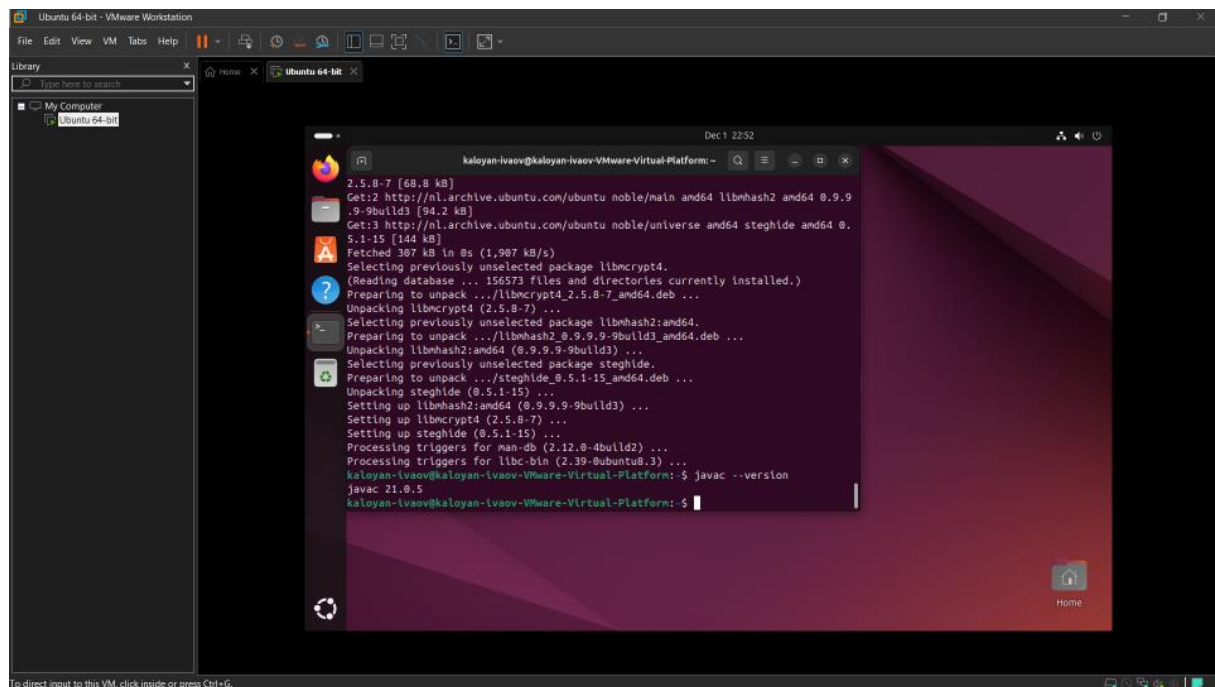 Ubuntu 64-bit - VMware Workstation
File Edit View VM Tabs Help
Library
Type here to search
My Computer
Ubuntu 64-bit
Home
Ubuntu 64-bit
Dec 1 22:52
kaloyan-ivaov@kaloyan-ivaov-VMware-Virtual-Platform: ~
2.5.8-7 [68.8 kB]
Get:2 http://nl.archive.ubuntu.com/ubuntu noble/main amd64 libmhash2 amd64 0.9.9
.9-9build3 [94.2 kB]
Get:3 http://nl.archive.ubuntu.com/ubuntu noble/universe amd64 steghide amd64 0.
5.1-15 [144 kB]
Fetched 307 kB in 0s (1,907 kB/s)
Selecting previously unselected package libmcrypt4.
(Reading database ... 156573 files and directories currently installed.)
Preparing to unpack .../libmcrypt4_2.5.8-7_amd64.deb ...
Unpacking libmcrypt4 (2.5.8-7) ...
Selecting previously unselected package libmhash2:amd64.
Preparing to unpack .../libmhash2_0.9.9.9-9build3_amd64.deb ...
Unpacking libmhash2:amd64 (0.9.9.9-9build3) ...
Selecting previously unselected package steghide.
Preparing to unpack .../steghide_0.5.1-15_amd64.deb ...
Unpacking steghide (0.5.1-15) ...
Setting up libmhash2:amd64 (0.9.9.9-9build3) ...
Setting up libmcrypt4 (2.5.8-7) ...
Setting up steghide (0.5.1-15) ...
Processing triggers for man-db (2.12.0-4build2) ...
Processing triggers for libc-bin (2.39-0ubuntu8.3) ...
kaloyan-ivaov@kaloyan-ivaov-VMware-Virtual-Platform:~$ javac --version
javac 21.0.5
kaloyan-ivaov@kaloyan-ivaov-VMware-Virtual-Platform:~$
Home
To direct input to this VM, click inside or press Ctrl+G.